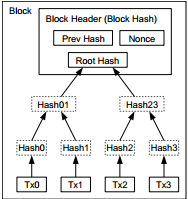 Block
Block Header (Block Hash)
Prev Hash Nonce
Root Hash
Hash01 Hash23
Hash0 Hash1 Hash2 Hash3
Tx0 Tx1 Tx2 Tx3